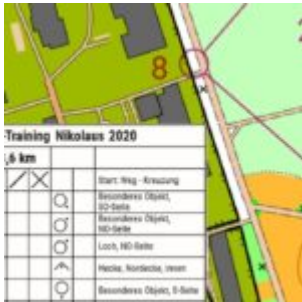 8
-Training Nikolaus 2020
,6 km
Start: Weg - Kreuzung
Besonderes Objekt,
SO-Seite
Besonderes Objekt,
NO-Seite
Loch, NO-Seite
Hecke, Nordecke, innen
Besonderes Objekt, S-Seite